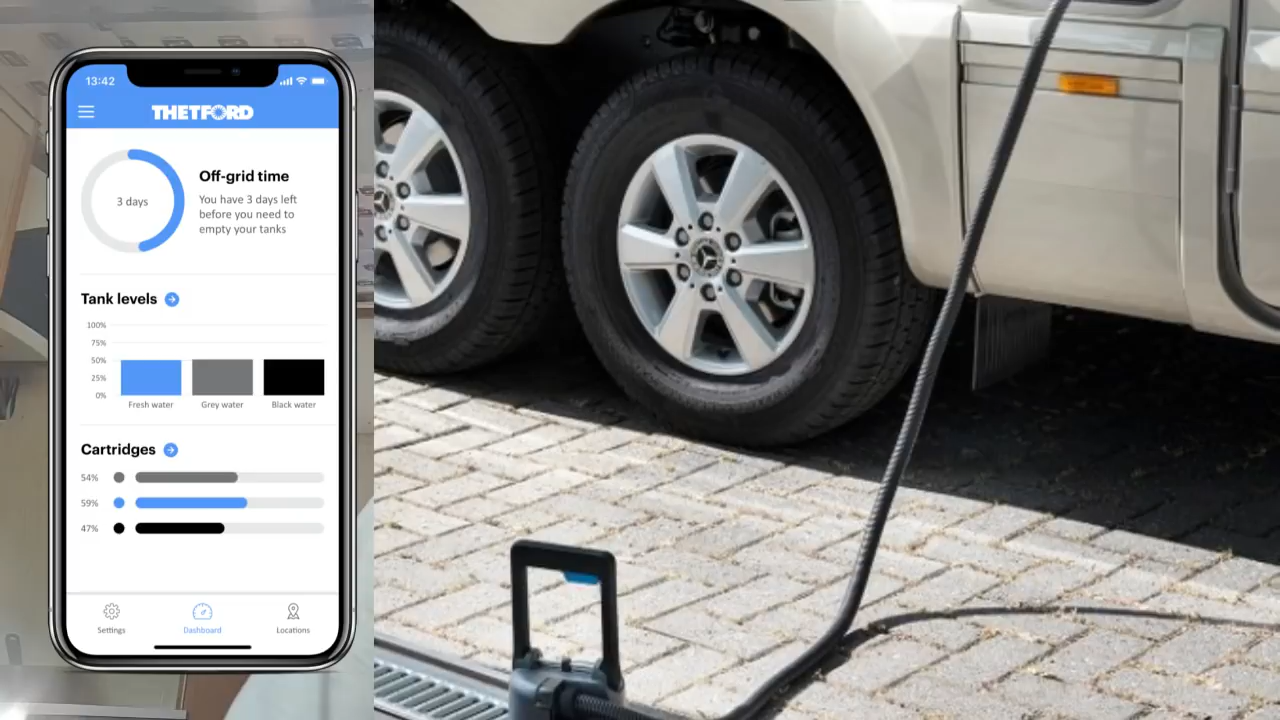 13:42
THETFORD
3 days
Off-grid time
You have 3 days left
before you need to
empty your tanks
Tank levels
100%
75%
50%
25%
0%
Fresh water
Grey water
Black water
Cartridges
54%
59%
47%
Settings
Dashboard
Locations